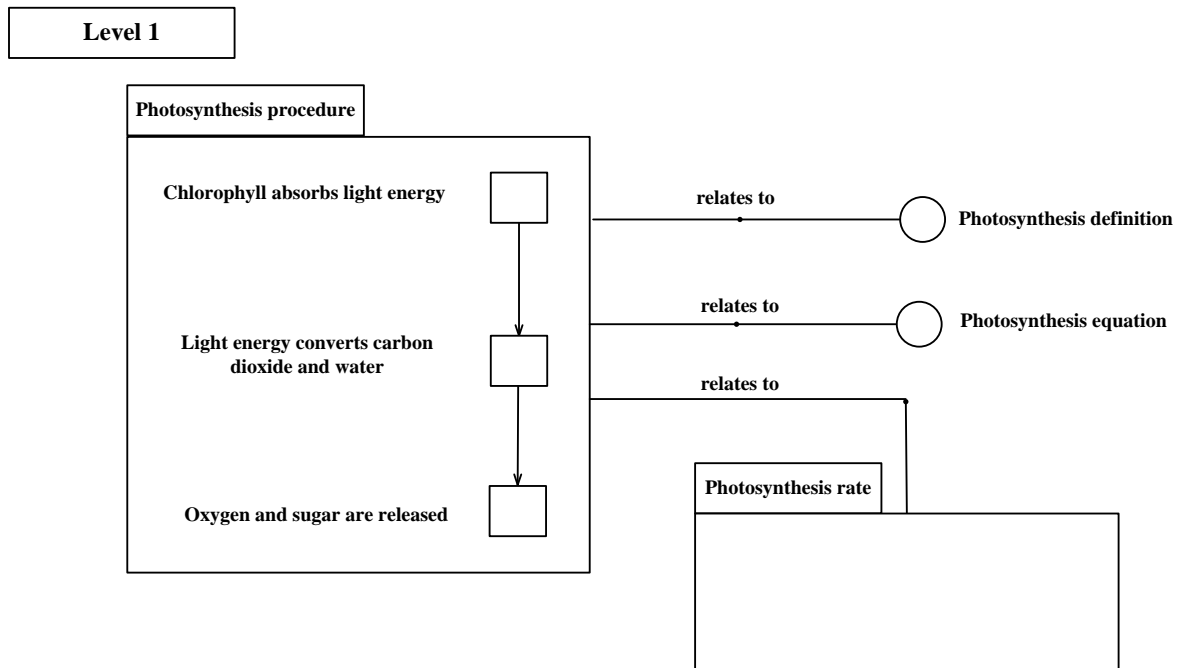 Level 1
Photosynthesis procedure
Chlorophyll absorbs light energy
relates to
Photosynthesis definition
relates to
Photosynthesis equation
Light energy converts carbon
dioxide and water
relates to
Photosynthesis rate
Oxygen and sugar are released